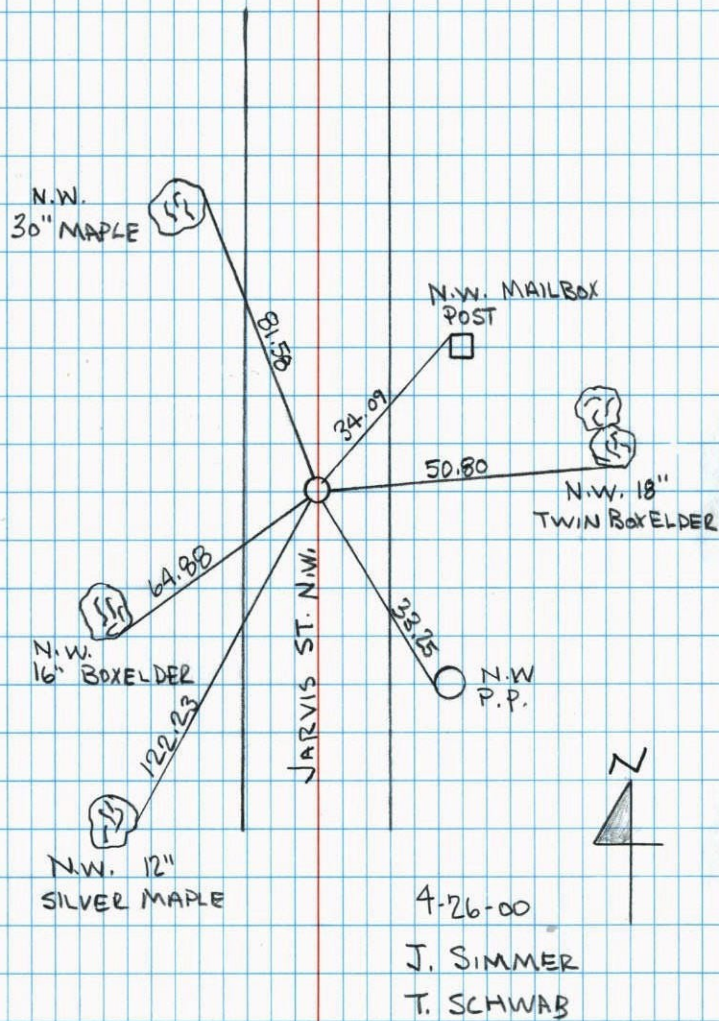 N.W.
30" MAPLE
N.W. MAILBOX
POST
81.58
34.09
50.80
N.W. 18"
TWIN BOXELDER
64.88
N.W.
16" BOXELDER
JARVIS ST. N.W.
33.25
N.W
P.P.
122.23
N
N.W. 12"
SILVER MAPLE
4-26-00
J. SIMMER
T. SCHWAB